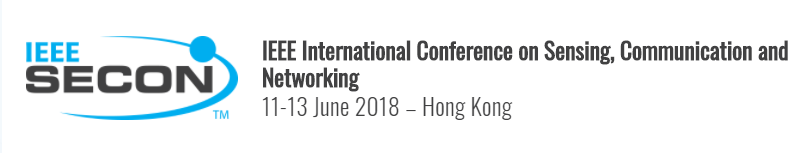 IEEE
SECON
TM
IEEE International Conference on Sensing, Communication and
Networking
11-13 June 2018 – Hong Kong